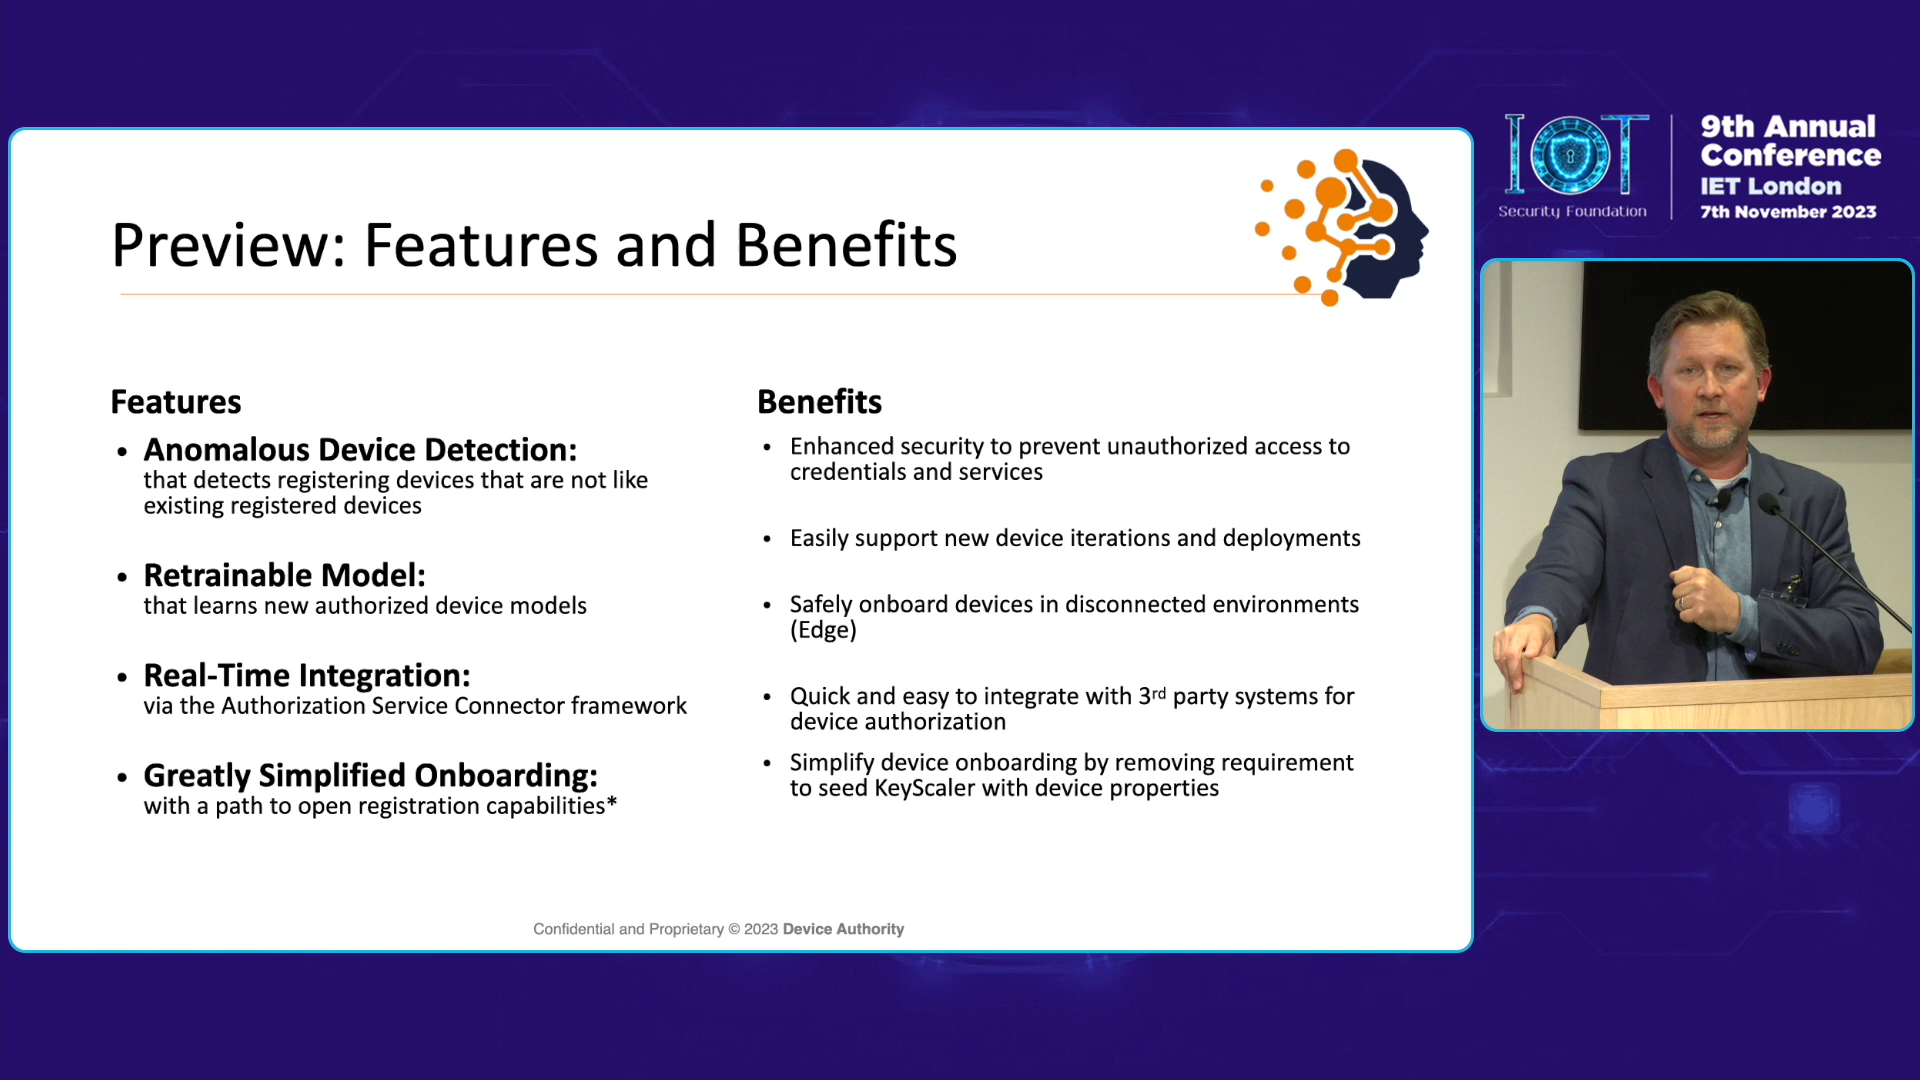 Preview: Features and Benefits
Features
• Anomalous Device Detection:
that detects registering devices that are not like
existing registered devices
• Retrainable Model:
that learns new authorized device models
• Real-Time Integration:
via the Authorization Service Connector framework
• Greatly Simplified Onboarding:
with a path to open registration capabilities*
Benefits
• Enhanced security to prevent unauthorized access to
credentials and services
• Easily support new device iterations and deployments
• Safely onboard devices in disconnected environments
(Edge)
• Quick and easy to integrate with 3rd party systems for
device authorization
• Simplify device onboarding by removing requirement
to seed KeyScaler with device properties
Confidential and Proprietary © 2023 Device Authority
IOT
Security Foundation
9th Annual
Conference
IET London
7th November 2023